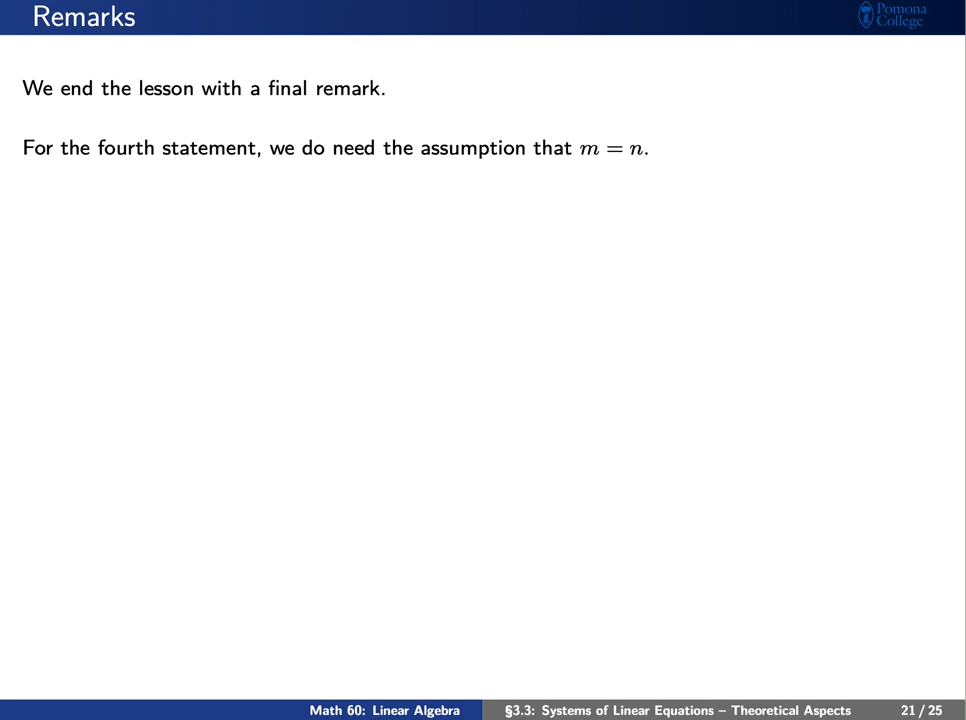 Remarks
Pomona
College
We end the lesson with a final remark.
For the fourth statement, we do need the assumption that m = n.
Math 60: Linear Algebra
§3.3: Systems of Linear Equations – Theoretical Aspects
21 / 25